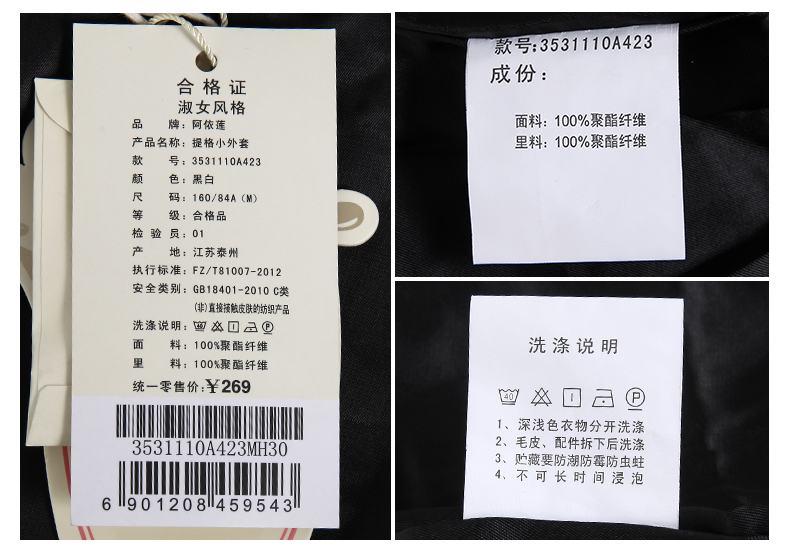 合格证
淑女风格
品 牌：阿依莲
产品名称：提格小外套
款 号：3531110A423
颜 色：黑白
尺 码：160/84A（M）
等 级：合格品
检 验 员：01
产 地：江苏泰州
执行标准：FZ/T81007-2012
安全类别：GB18401-2010 C类
(非)直接接触皮肤的纺织产品
洗涤说明：
面 料：100%聚酯纤维
里 料：100%聚酯纤维
统一零售价:￥269
3531110A423MH30
6 901208 459543
款号:3531110A423
成份：
面料：100%聚酯纤维
里料：100%聚酯纤维
洗涤说明
40 P
1、深浅色衣物分开洗涤
2、毛皮、配件拆下后洗涤
3、贮藏要防潮防霉防虫蛀
4、不可长时间浸泡